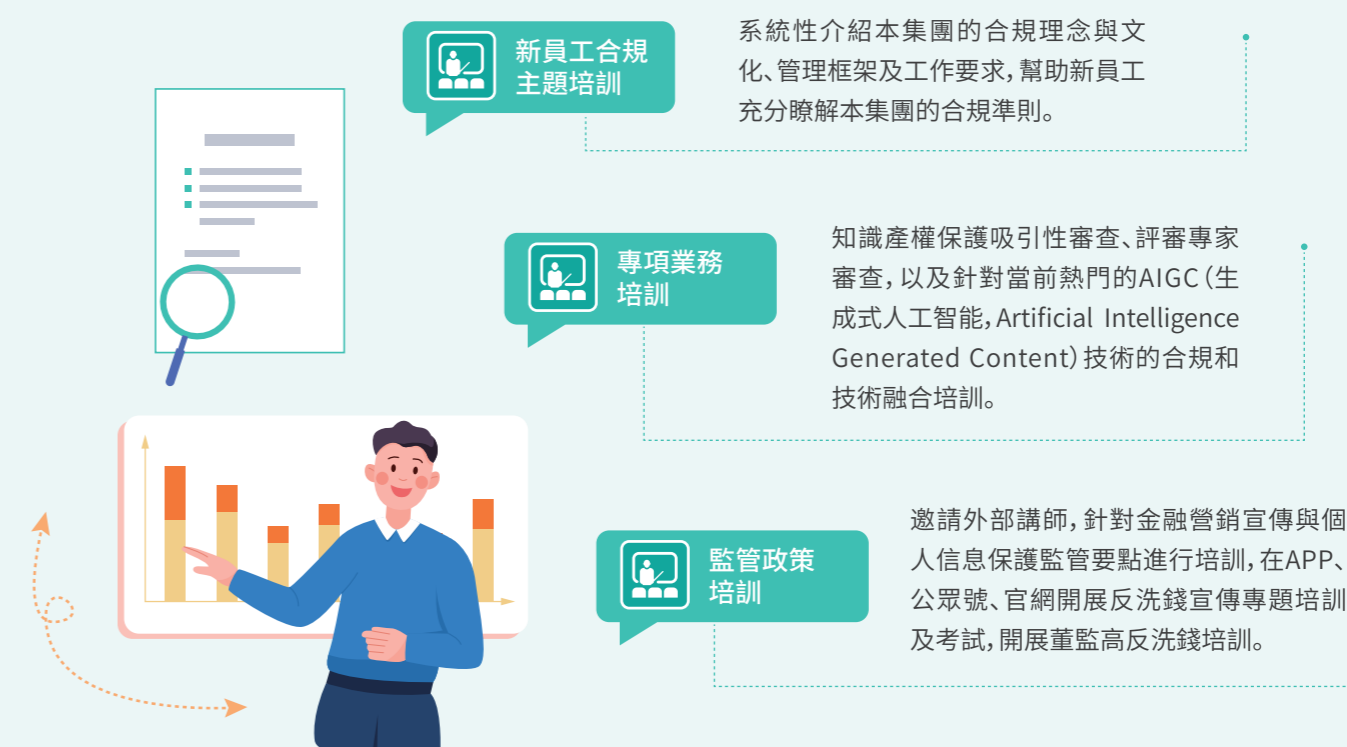 新員工合規
主題培訓
系統性介紹本集團的合規理念與文
化、管理框架及工作要求，幫助新員工
充分瞭解本集團的合規準則。
專項業務
培訓
知識產權保護吸引性審查、評審專家
審查，以及針對當前熱門的AIGC（生
成式人工智能，Artificial Intelligence
Generated Content）技術的合規和
技術融合培訓。
監管政策
培訓
邀請外部講師，針對金融營銷宣傳與個
人信息保護監管要點進行培訓，在APP、
公眾號、官網開展反洗錢宣傳專題培訓
及考試，開展董監高反洗錢培訓。